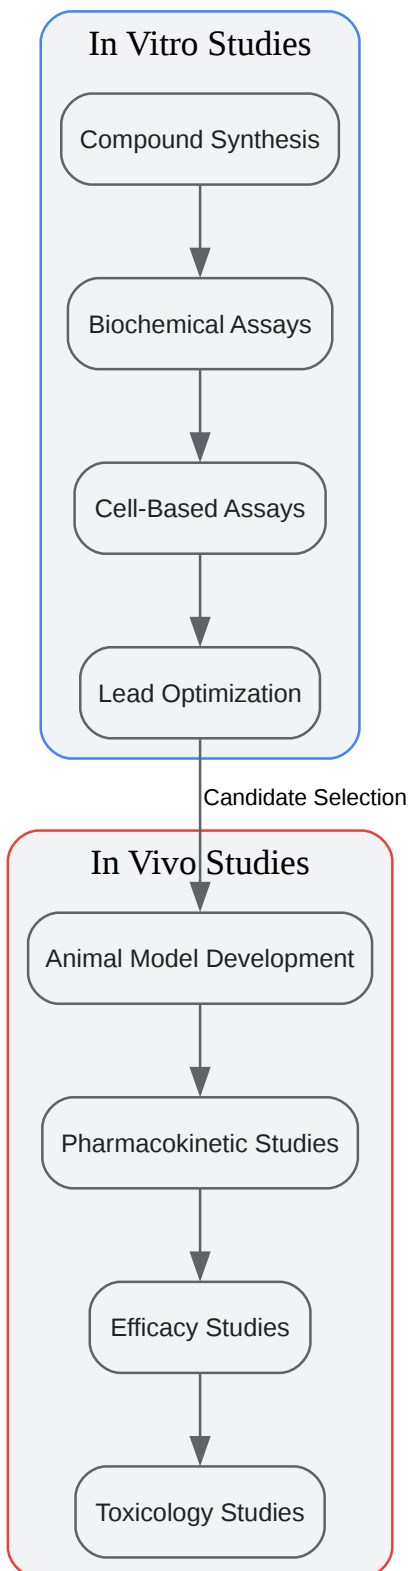 In Vitro Studies
Compound Synthesis
Biochemical Assays
Cell-Based Assays
Lead Optimization
Candidate Selection
In Vivo Studies
Animal Model Development
Pharmacokinetic Studies
Efficacy Studies
Toxicology Studies